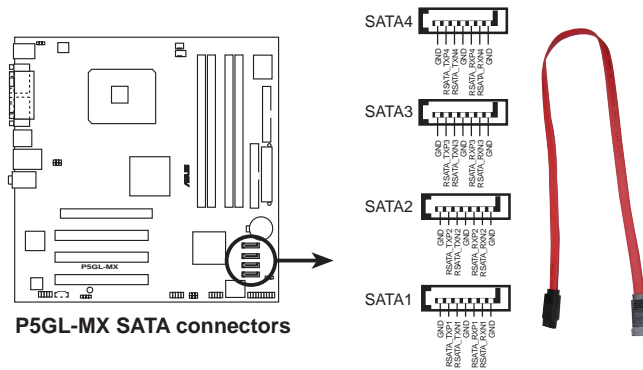 SATA4
GND
RSATA_TXP4
RSATA_TXN4
GND
RSATA_RXP4
RSATA_RXN4
GND
SATA3
GND
RSATA_TXP3
RSATA_TXN3
GND
RSATA_RXP3
RSATA_RXN3
GND
SATA2
GND
RSATA_TXP2
RSATA_TXN2
GND
RSATA_RXP2
RSATA_RXN2
GND
SATA1
GND
RSATA_TXP1
RSATA_TXN1
GND
RSATA_RXP1
RSATA_RXN1
GND
ASUS
P5GL-MX
P5GL-MX SATA connectors